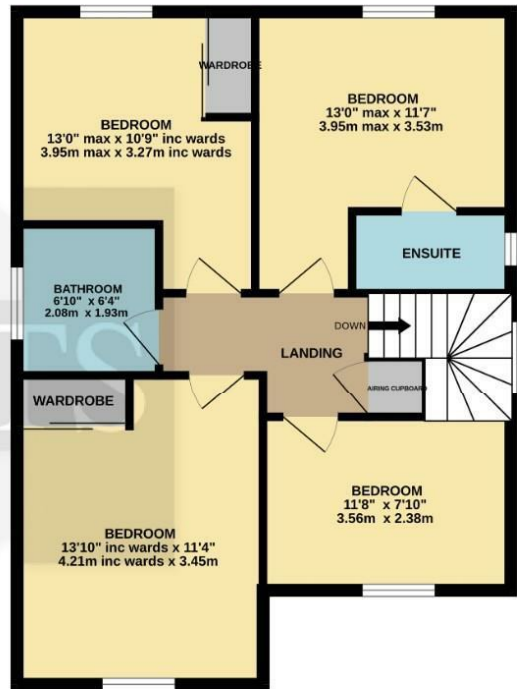 WARDROBE
BEDROOM
13'0" max x 10'9" inc wards
3.95m max x 3.27m inc wards
BEDROOM
13'0" max x 11'7"
3.95m max x 3.53m
ENSUITE
BATHROOM
6'10" x 6'4"
2.08m x 1.93m
DOWN
LANDING
AIRING CUPBOARD
WARDROBE
BEDROOM
13'10" inc wards x 11'4"
4.21m inc wards x 3.45m
BEDROOM
11'8" x 7'10"
3.56m x 2.38m